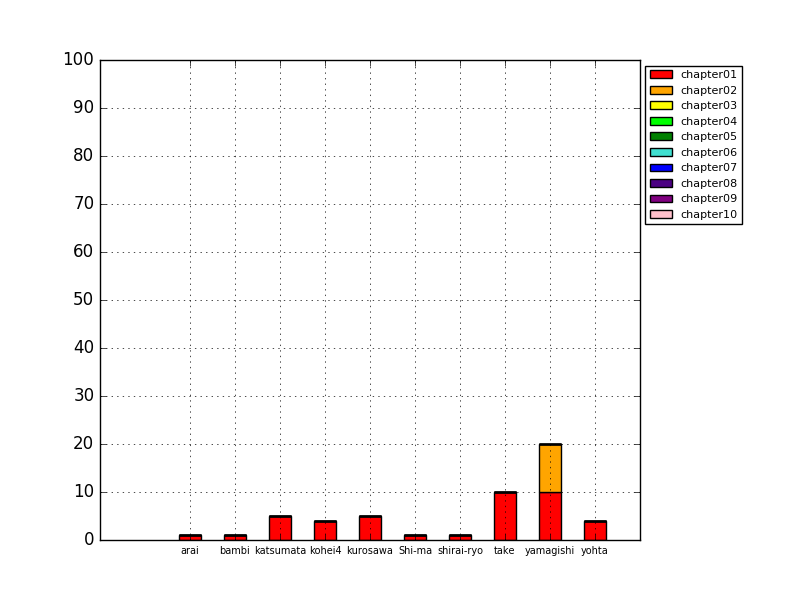 100
90
80
70
60
50
40
30
20
10
0
arai bambi katsumata kohei4 kurosawa Shi-ma shirai-ryo take yamagishi yohta
chapter01
chapter02
chapter03
chapter04
chapter05
chapter06
chapter07
chapter08
chapter09
chapter10